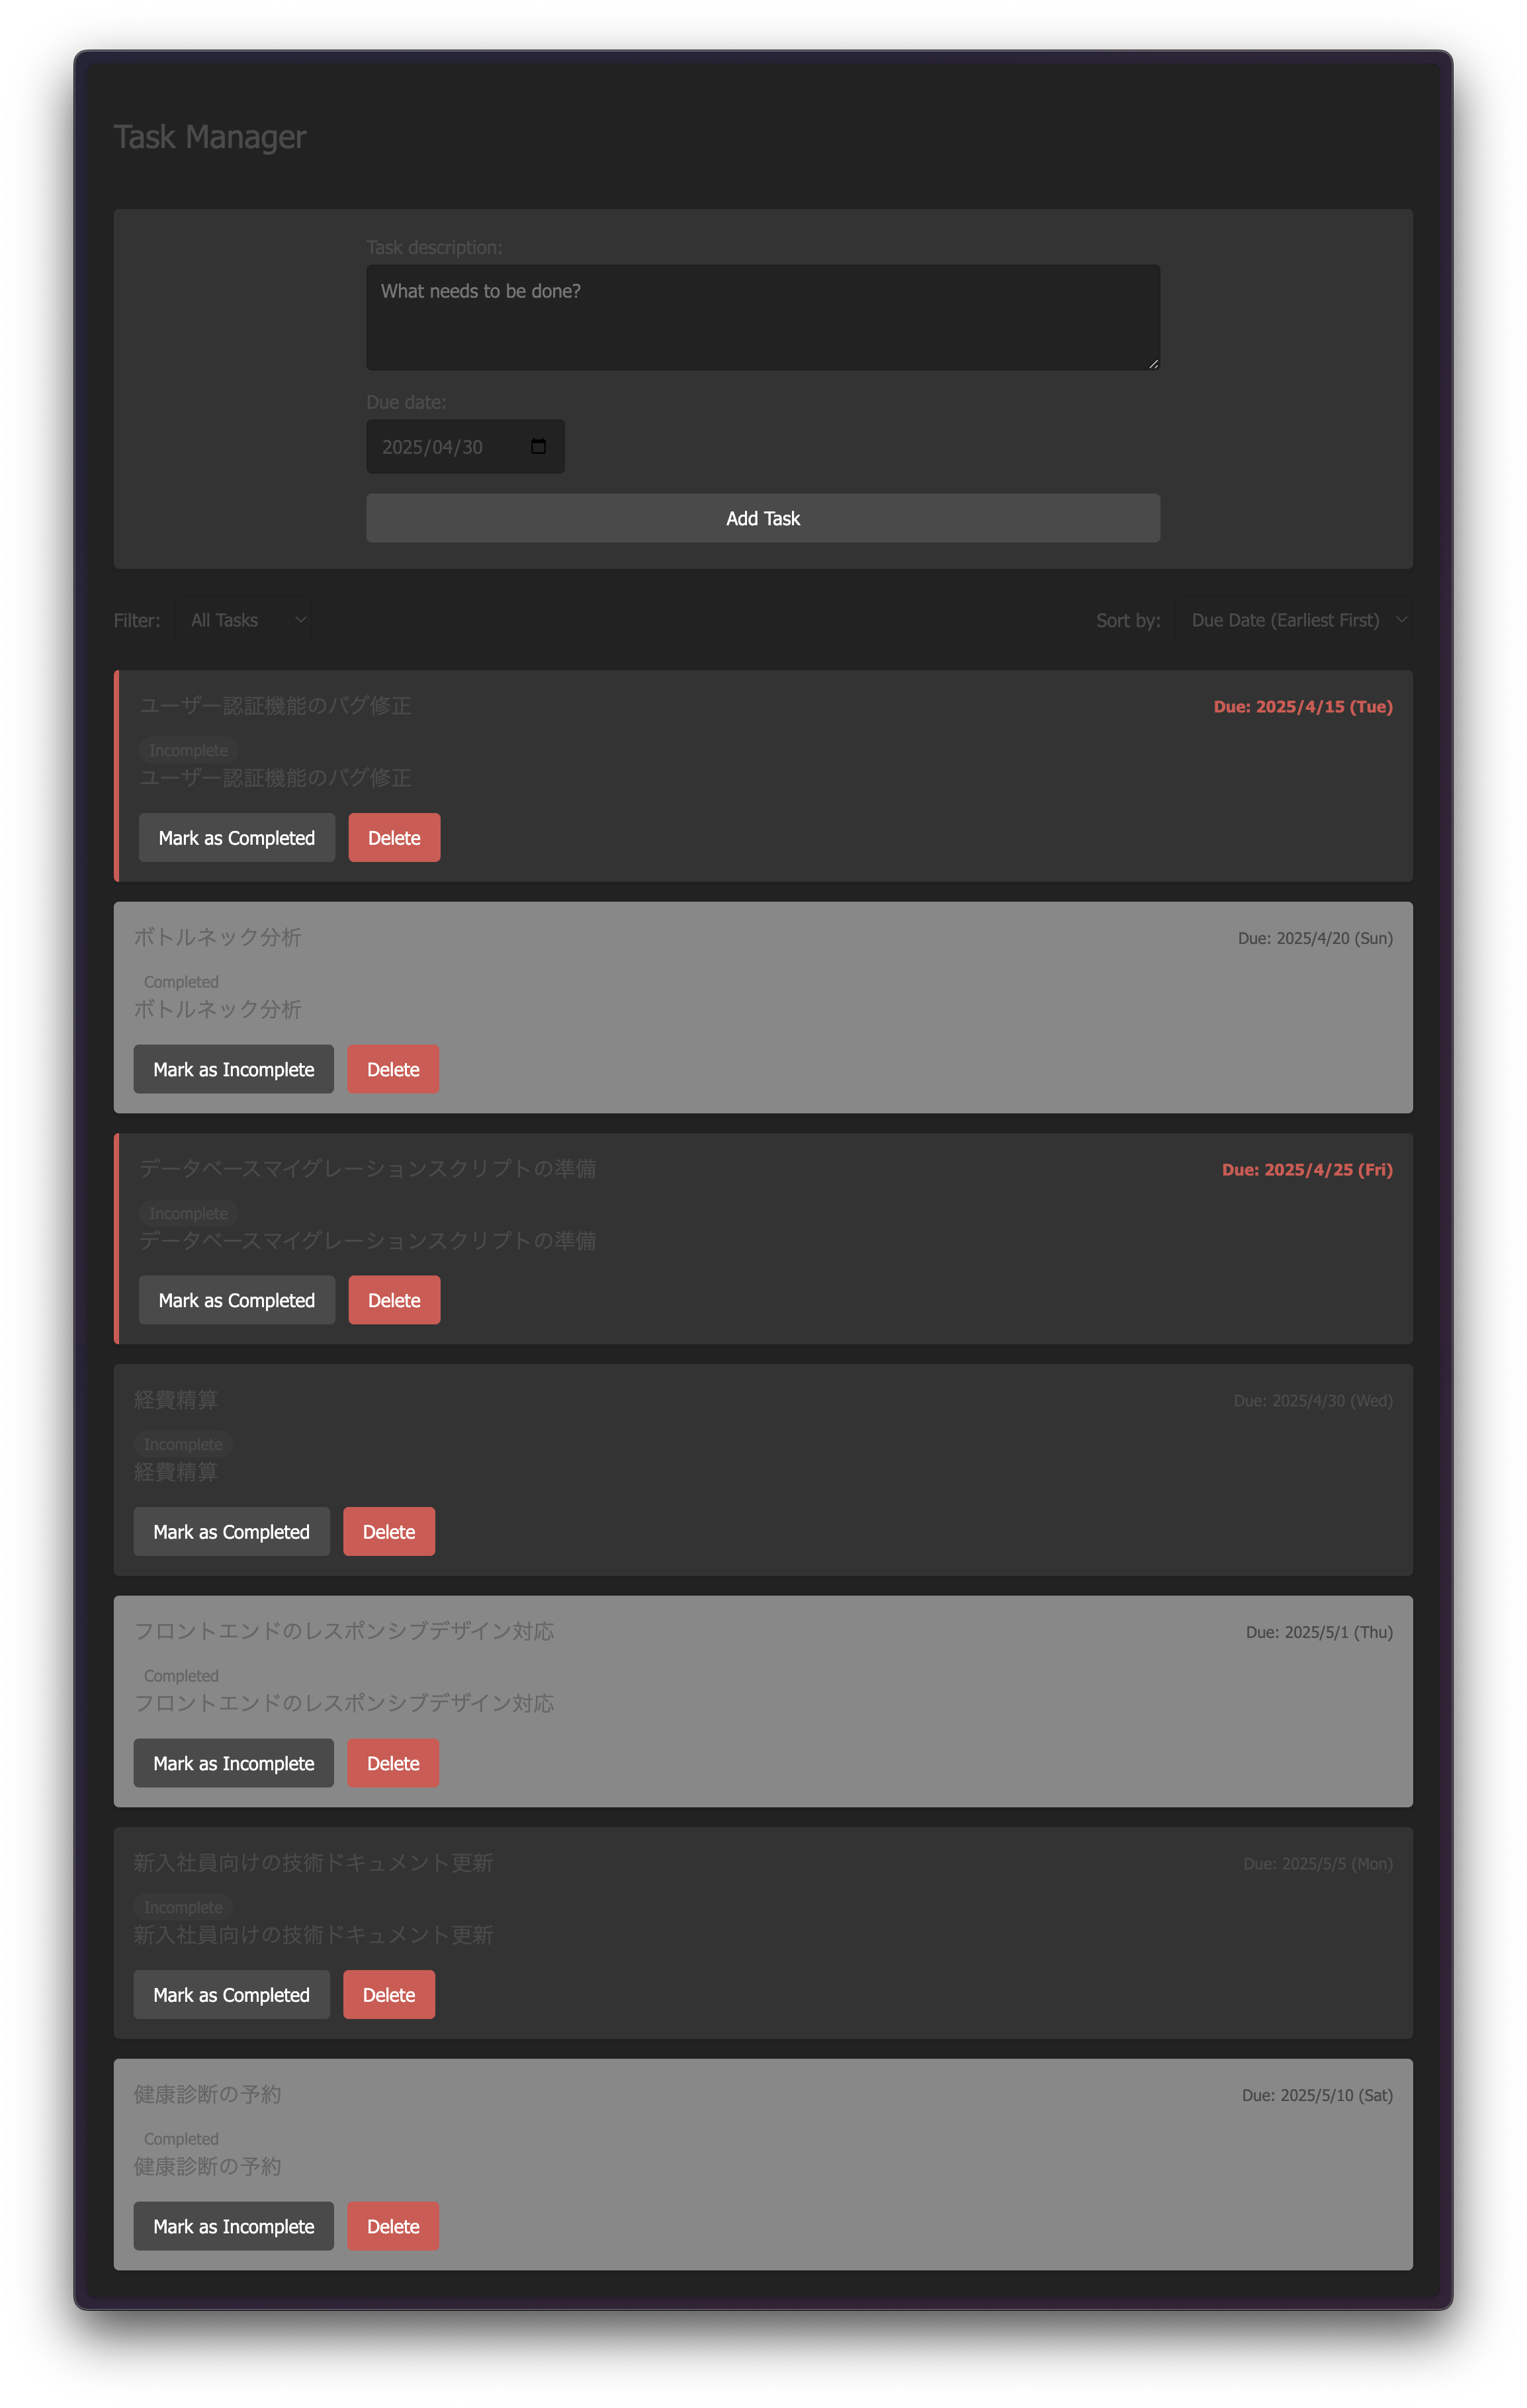 Task Manager
Task description:
What needs to be done?
Due date:
2025/04/30
Add Task
Filter: All Tasks Sort by: Due Date (Earliest First)
ユーザー認証機能のバグ修正 Due: 2025/4/15 (Tue)
Incomplete
ユーザー認証機能のバグ修正
Mark as Completed Delete
ボトルネック分析 Due: 2025/4/20 (Sun)
Completed
ボトルネック分析
Mark as Incomplete Delete
データベースマイグレーションスクリプトの準備 Due: 2025/4/25 (Fri)
Incomplete
データベースマイグレーションスクリプトの準備
Mark as Completed Delete
経費精算 Due: 2025/4/30 (Wed)
Incomplete
経費精算
Mark as Completed Delete
フロントエンドのレスポンシブデザイン対応 Due: 2025/5/1 (Thu)
Completed
フロントエンドのレスポンシブデザイン対応
Mark as Incomplete Delete
新入社員向けの技術ドキュメント更新 Due: 2025/5/5 (Mon)
Incomplete
新入社員向けの技術ドキュメント更新
Mark as Completed Delete
健康診断の予約 Due: 2025/5/10 (Sat)
Completed
健康診断の予約
Mark as Incomplete Delete